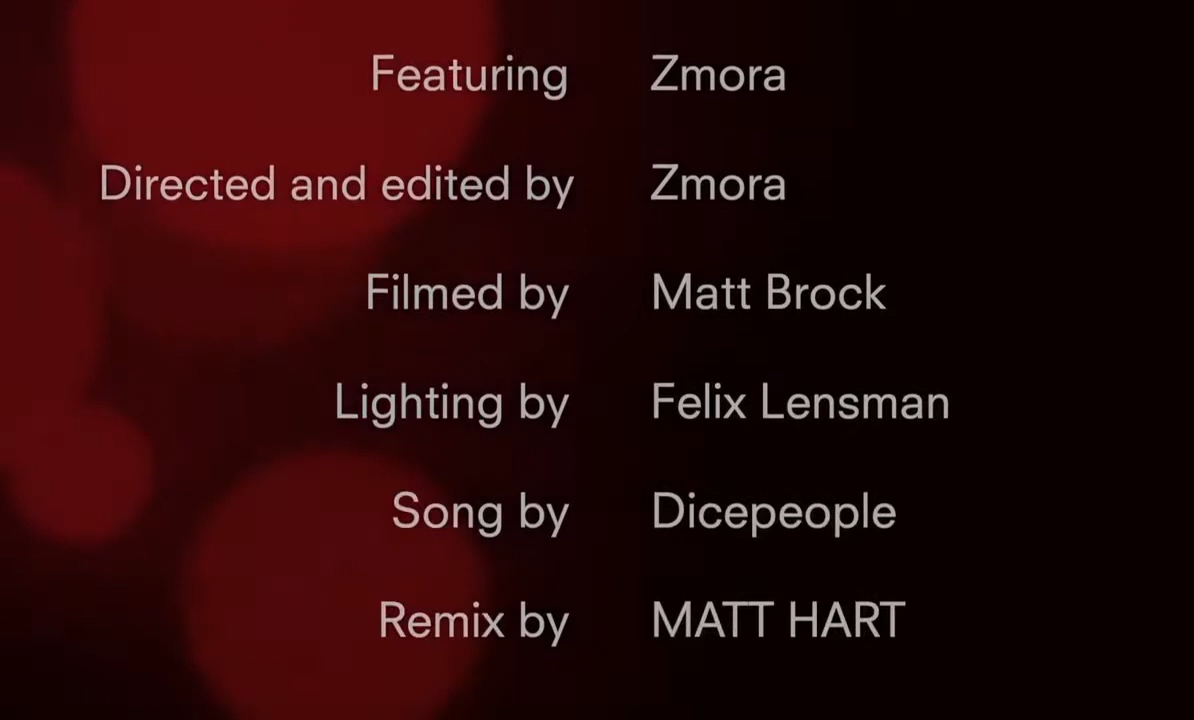 Featuring Zmora
Directed and edited by Zmora
Filmed by Matt Brock
Lighting by Felix Lensman
Song by Dicepeople
Remix by MATT HART